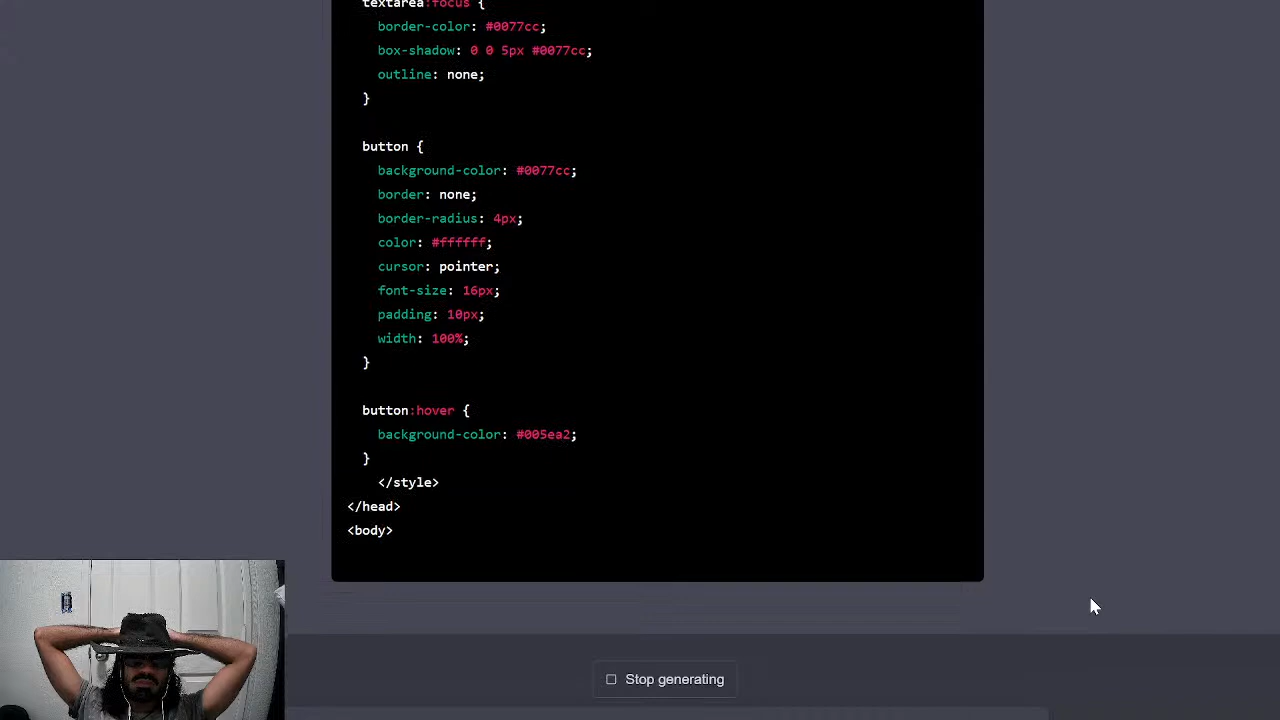 textarea:focus {
border-color: #0077cc;
box-shadow: 0 0 5px #0077cc;
outline: none;
}
button {
background-color: #0077cc;
border: none;
border-radius: 4px;
color: #ffffff;
cursor: pointer;
font-size: 16px;
padding: 10px;
width: 100%;
}
button:hover {
background-color: #005ea2;
}
</style>
</head>
<body>
Stop generating